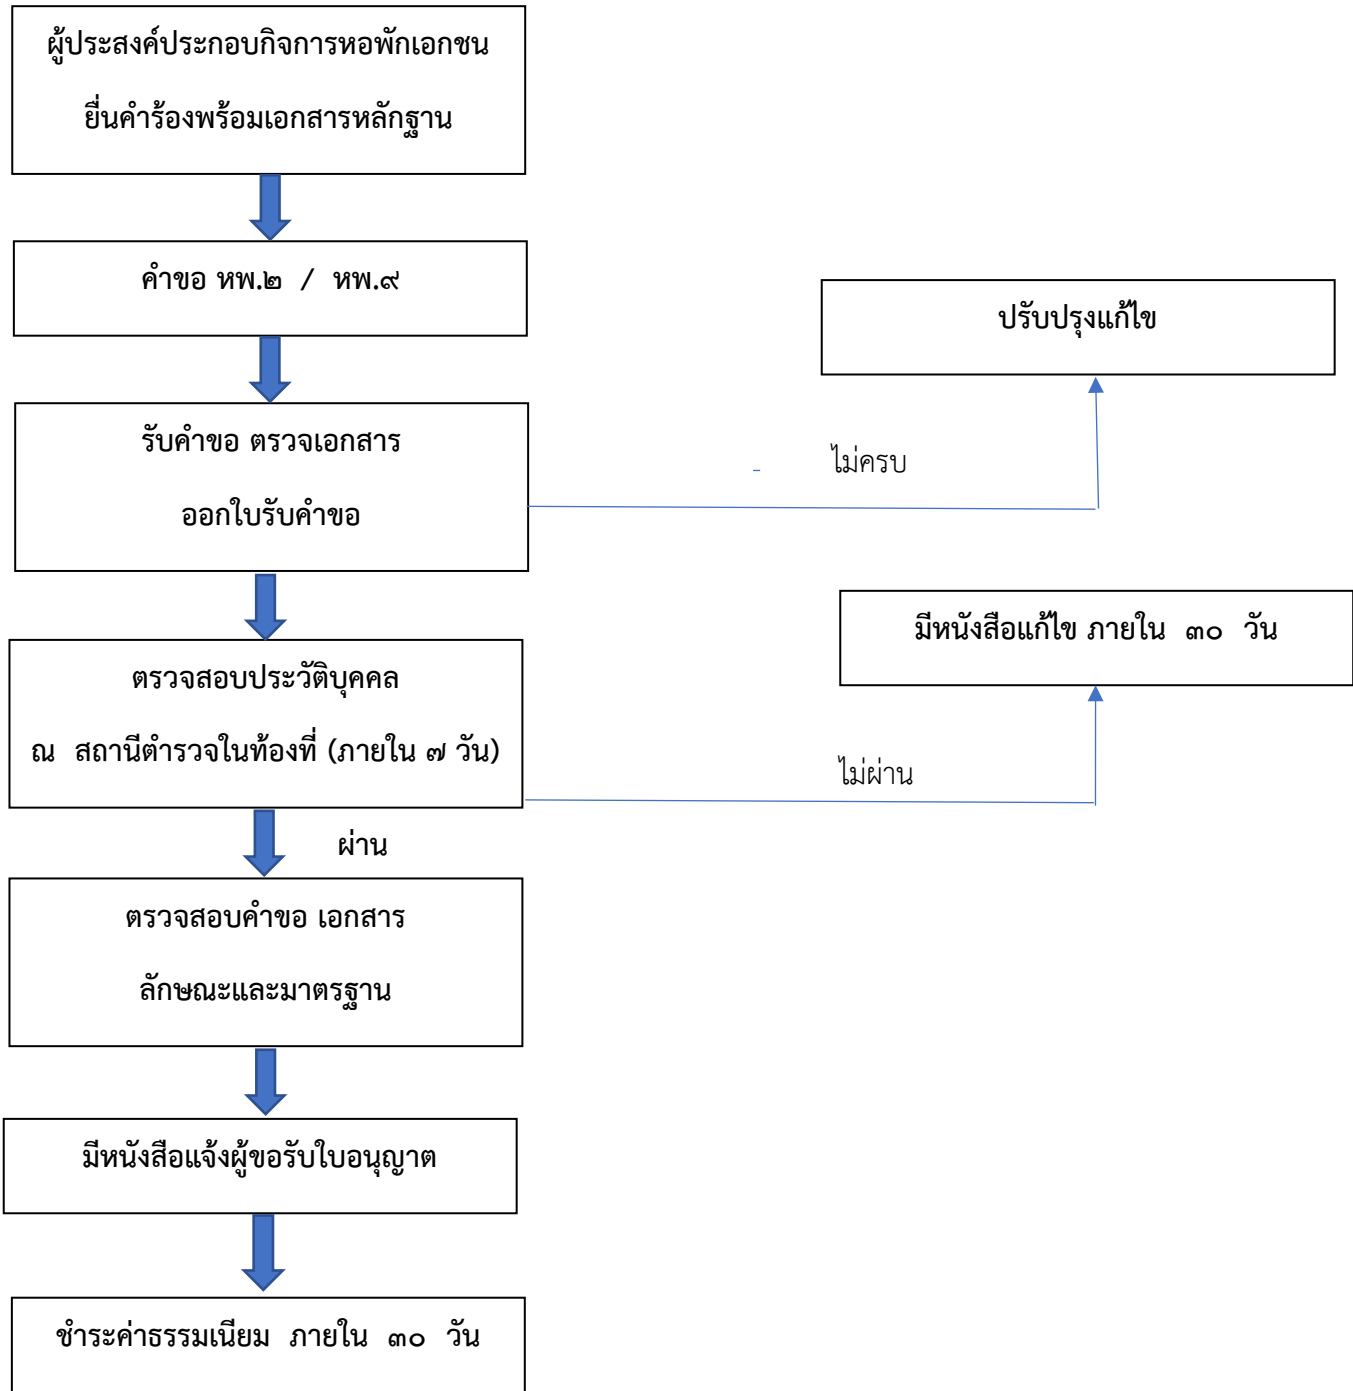 ผู้ประสงค์ประกอบกิจการหอพักเอกชน
ยื่นคำร้องพร้อมเอกสารหลักฐาน
คำขอ หพ.๒ / หพ.๙
ปรับปรุงแก้ไข
รับคำขอ ตรวจเอกสาร
ออกใบรับคำขอ
ไม่ครบ
มีหนังสือแก้ไข ภายใน ๓๐ วัน
ตรวจสอบประวัติบุคคล
ณ สถานีตำรวจในท้องที่ (ภายใน ๗ วัน)
ไม่ผ่าน
ผ่าน
ตรวจสอบคำขอ เอกสาร
ลักษณะและมาตรฐาน
มีหนังสือแจ้งผู้ขอรับใบอนุญาต
ชำระค่าธรรมเนียม ภายใน ๓๐ วัน